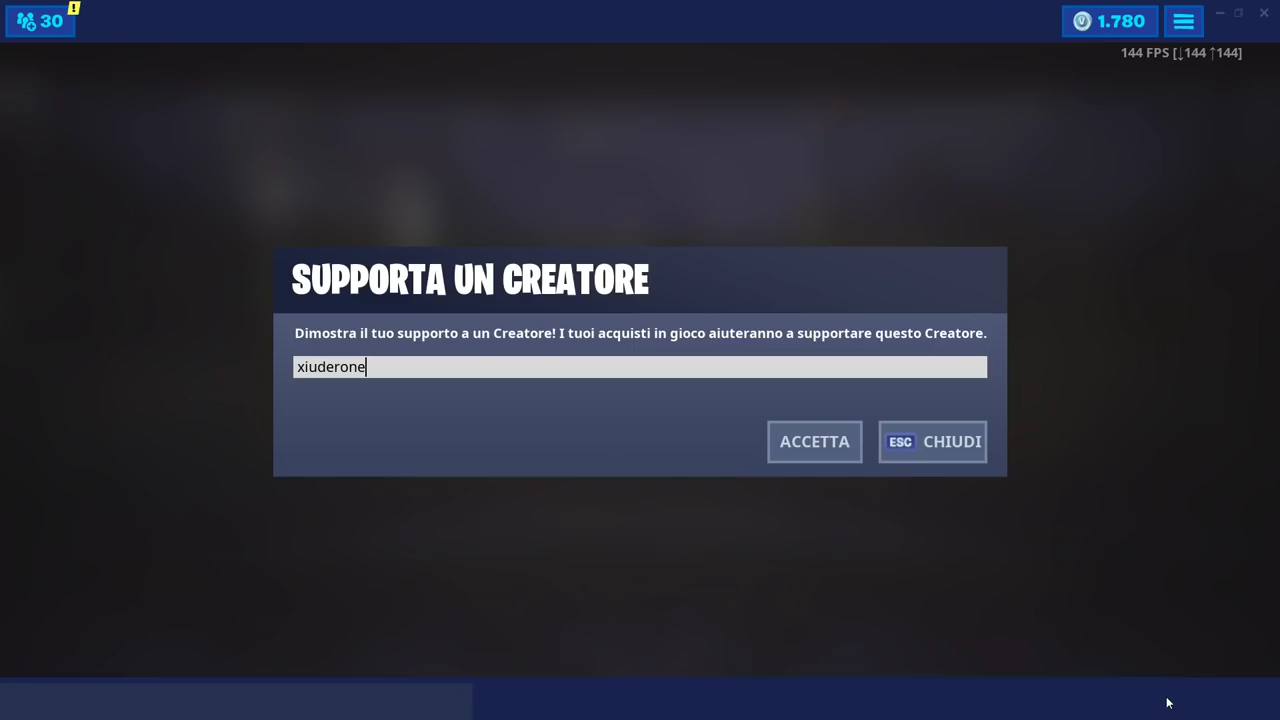 30 !
1.780
144 FPS [↓144 ↑144]
SUPPORTA UN CREATORE
Dimostra il tuo supporto a un Creatore! I tuoi acquisti in gioco aiuteranno a supportare questo Creatore.
xiuderone
ACCETTA ESC CHIUDI